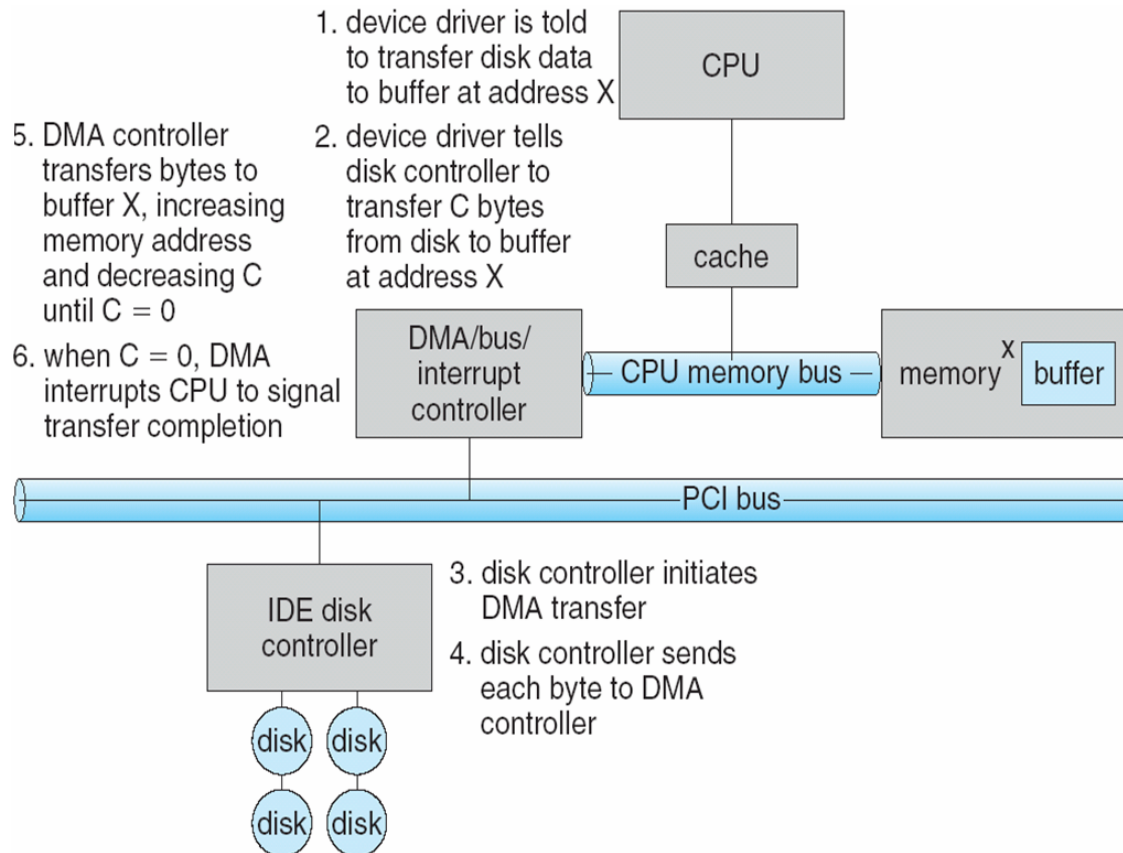 1. device driver is told
to transfer disk data
to buffer at address X
CPU
5. DMA controller
transfers bytes to
buffer X, increasing
memory address
and decreasing C
until C = 0
2. device driver tells
disk controller to
transfer C bytes
from disk to buffer
at address X
cache
6. when C = 0, DMA
interrupts CPU to signal
transfer completion
DMA/bus/
interrupt
controller
CPU memory bus
memory
X
buffer
PCI bus
IDE disk
controller
3. disk controller initiates
DMA transfer
4. disk controller sends
each byte to DMA
controller
disk
disk
disk
disk